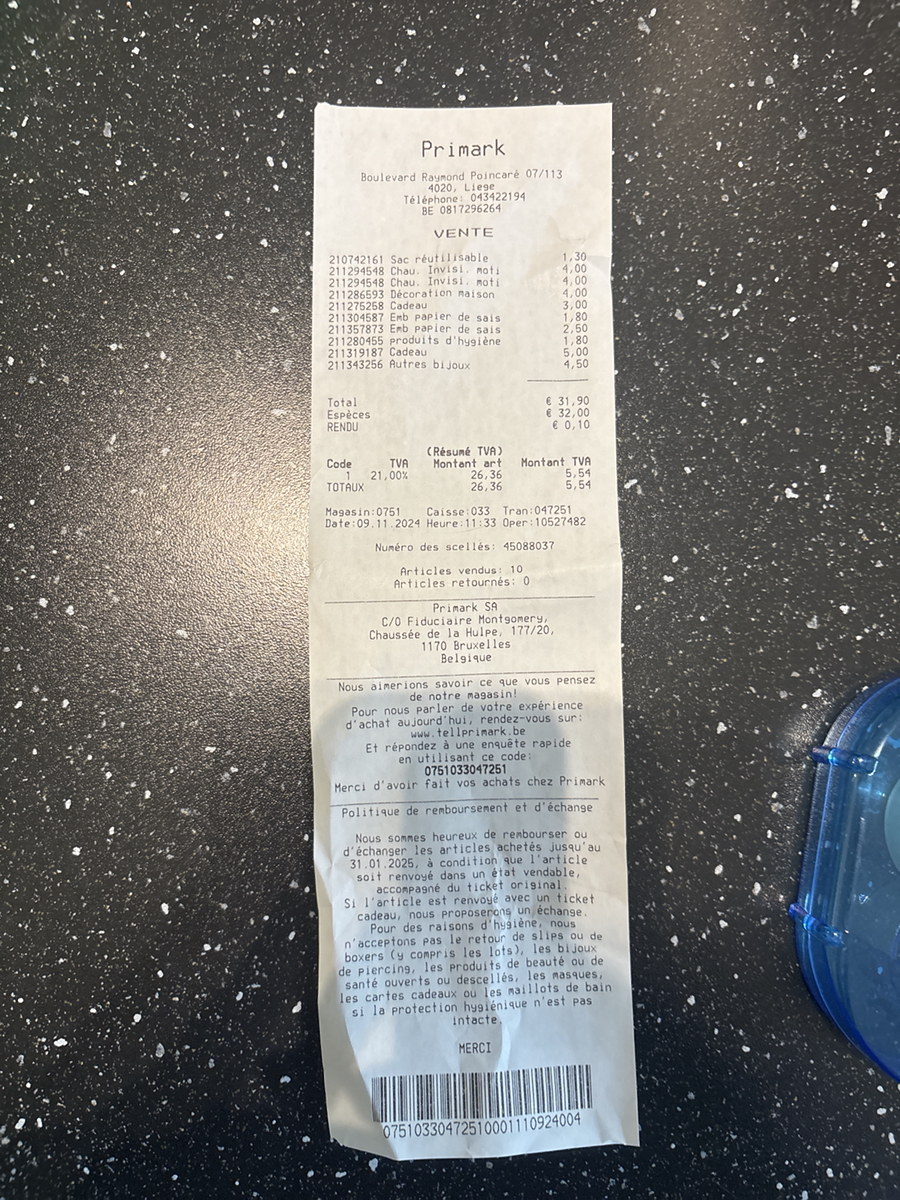 Primark
Boulevard Raymond Poincaré 07/113
4020, Liege
Téléphone: 043422194
BE 0817296264
VENTE
210742161 Sac réutilisable 1,30
211294548 Chau. Invisi. moti 4,00
211294548 Chau. Invisi. moti 4,00
211286593 Décoration maison 4,00
211275258 Cadeau 3,00
211304587 Emb papier de sais 1,80
211357873 Emb papier de sais 2,50
211280455 produits d'hygiène 1,80
211319187 Cadeau 5,00
211343256 Autres bijoux 4,50
Total € 31,90
Espèces € 32,00
RENDU € 0,10
(Résumé TVA)
Code TVA Montant art Montant TVA
1 21,00% 26,36 5,54
TOTAUX 26,36 5,54
Magasin:0751 Caisse:033 Tran:047251
Date:09.11.2024 Heure:11:33 Oper:10527482
Numéro des scellés: 45088037
Articles vendus: 10
Articles retournés: 0
Primark SA
C/O Fiduciaire Montgomery,
Chaussée de la Hulpe, 177/20,
1170 Bruxelles
Belgique
Nous aimerions savoir ce que vous pensez
de notre magasin!
Pour nous parler de votre expérience
d'achat aujourd'hui, rendez-vous sur:
www.tellprimark.be
Et répondez à une enquête rapide
en utilisant ce code:
0751033047251
Merci d'avoir fait vos achats chez Primark
Politique de remboursement et d'échange
Nous sommes heureux de rembourser ou
d'échanger les articles achetés jusqu'au
31.01.2025, à condition que l'article
soit renvoyé dans un état vendable,
accompagné du ticket original.
Si l'article est renvoyé avec un ticket
cadeau, nous proposerons un échange.
Pour des raisons d'hygiène, nous
n'acceptons pas le retour de slips ou de
boxers (y compris les lots), les bijoux
de piercing, les produits de beauté ou de
santé ouverts ou descellés, les masques,
les cartes cadeaux ou les maillots de bain
si la protection hygiénique n'est pas
intacte.
MERCI
07510330472510001110924004